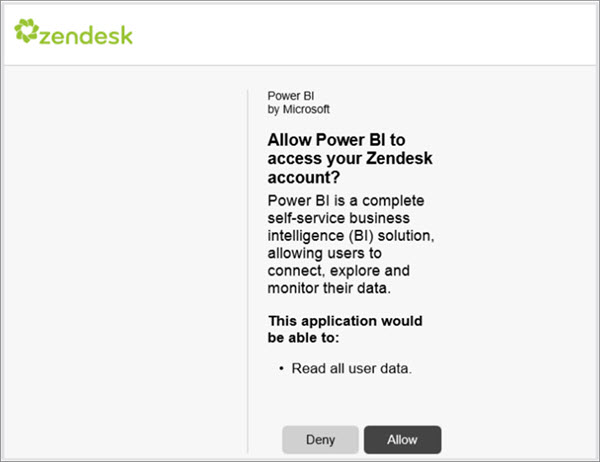 zendesk
Power BI
by Microsoft
Allow Power BI to
access your Zendesk
account?
Power BI is a complete
self-service business
intelligence (BI) solution,
allowing users to
connect, explore and
monitor their data.
This application would
be able to:
• Read all user data.
Deny Allow